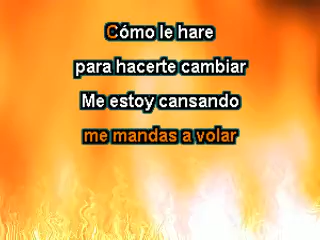 Cómo le hare
para hacerte cambiar
Me estoy cansando
me mandas a volar